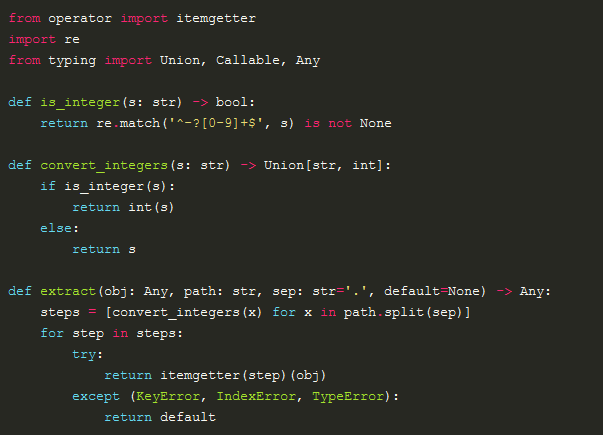 from operator import itemgetter
import re
from typing import Union, Callable, Any

def is_integer(s: str) -> bool:
    return re.match('^-?[0-9]+$', s) is not None

def convert_integers(s: str) -> Union[str, int]:
    if is_integer(s):
        return int(s)
    else:
        return s

def extract(obj: Any, path: str, sep: str='.', default=None) -> Any:
    steps = [convert_integers(x) for x in path.split(sep)]
    for step in steps:
        try:
            return itemgetter(step)(obj)
        except (KeyError, IndexError, TypeError):
            return default